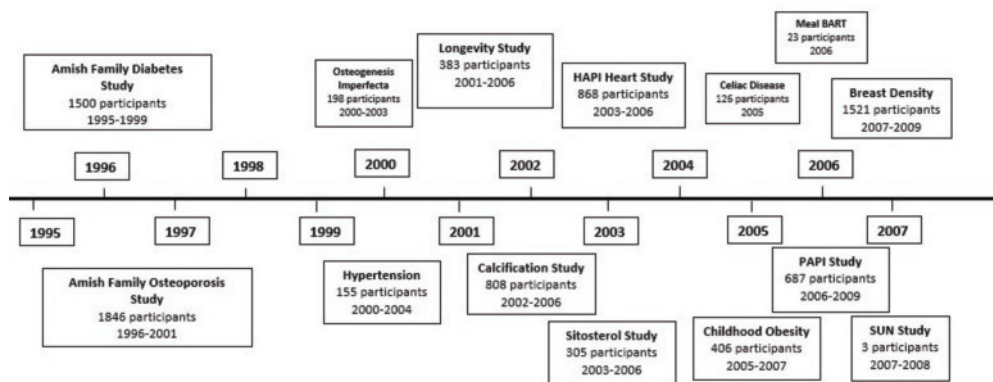 Amish Family Diabetes
Study
1500 participants
1995-1999
Osteogenesis
Imperfecta
198 participants
2000-2003
Longevity Study
383 participants
2001-2006
HAPI Heart Study
868 participants
2003-2006
Celiac Disease
126 participants
2005
Meal BART
23 participants
2006
Breast Density
1521 participants
2007-2009
1996
1998
2000
2002
2004
2006
1995
1997
1999
2001
2003
2005
2007
Amish Family Osteoporosis
Study
1846 participants
1996-2001
Hypertension
155 participants
2000-2004
Calcification Study
808 participants
2002-2006
Sitosterol Study
305 participants
2003-2006
Childhood Obesity
406 participants
2005-2007
PAPI Study
687 participants
2006-2009
SUN Study
3 participants
2007-2008